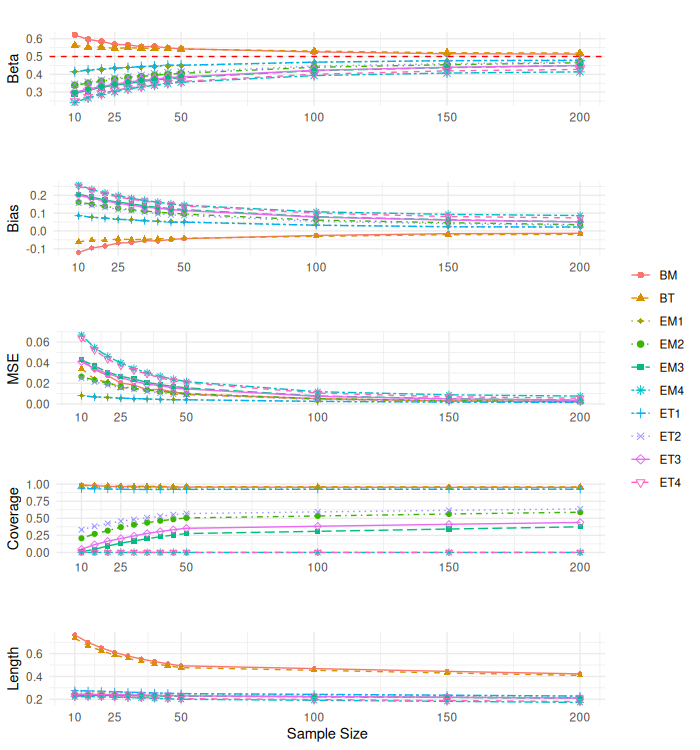 Beta
0.6
0.5
0.4
0.3
10 25 50 100 150 200
Bias
0.2
0.1
0.0
-0.1
10 25 50 100 150 200
MSE
0.06
0.04
0.02
0.00
10 25 50 100 150 200
Coverage
1.00
0.75
0.50
0.25
0.00
10 25 50 100 150 200
Length
0.6
0.4
0.2
10 25 50 100 150 200
Sample Size
BM
BT
EM1
EM2
EM3
EM4
ET1
ET2
ET3
ET4